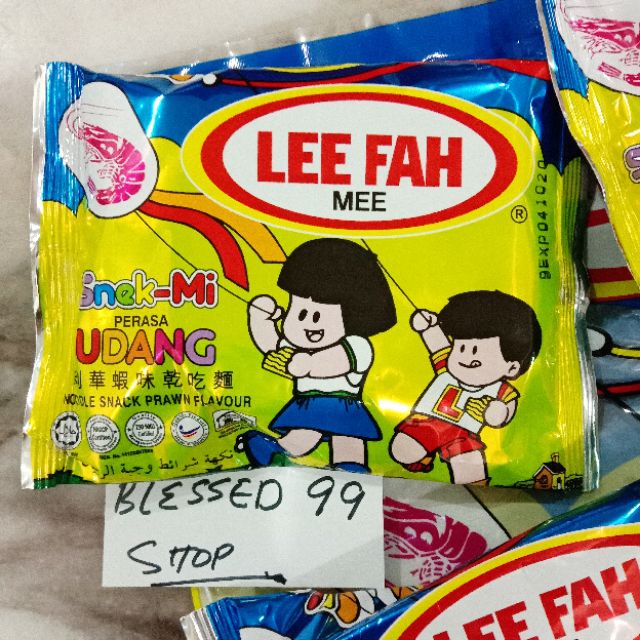 LEE FAH
MEE
®
9EXP041020
Snek-Mi
PERASA
UDANG
利華蝦味乾吃麵
NOODLE SNACK PRAWN FLAVOUR
L
BLESSED 99
SHOP
LEE FAH